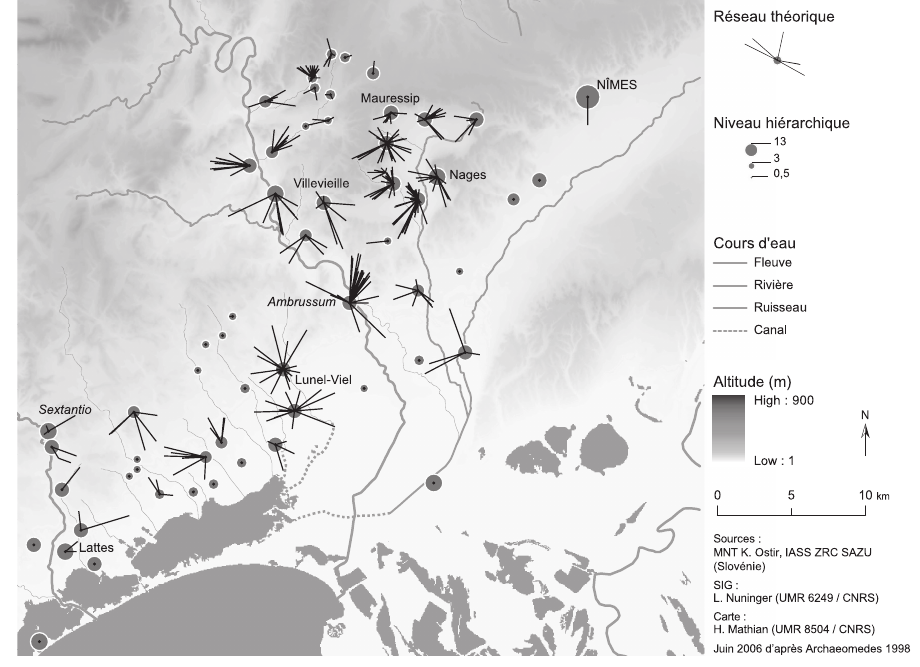 Réseau théorique
NÎMES
Mauressip
Niveau hiérarchique
13
3
0,5
Nages
Villevieille
Cours d'eau
Fleuve
Rivière
Ruisseau
Canal
Ambrussum
Lunel-Viel
Altitude (m)
High : 900
Low : 1
Sextantio
N
0 5 10 km
Lattes
Sources :
MNT K. Ostir, IASS ZRC SAZU
(Slovénie)
SIG :
L. Nuninger (UMR 6249 / CNRS)
Carte :
H. Mathian (UMR 8504 / CNRS)
Juin 2006 d'après Archaeomedes 1998